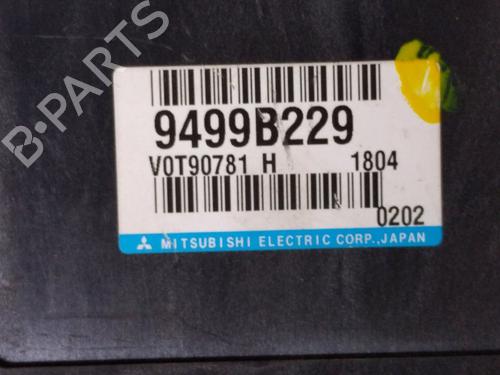 B-PARTS
9499B229
V0T90781 H 1804
0202
MITSUBISHI ELECTRIC CORP.,JAPAN